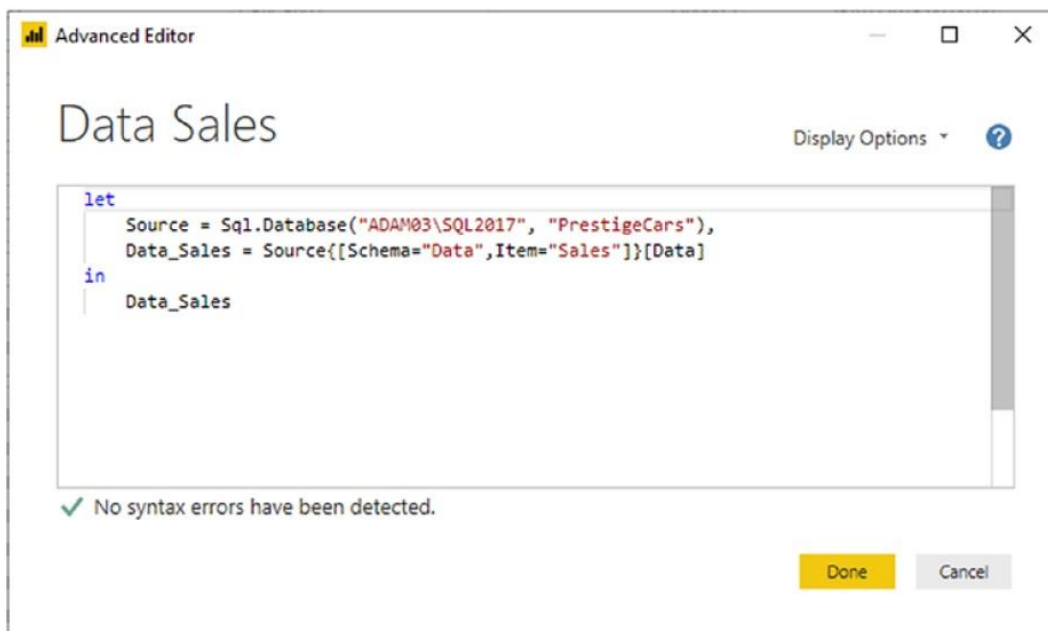 Advanced Editor
Data Sales
Display Options
?
let
Source = Sql.Database("ADAM03\SQL2017", "PrestigeCars"),
Data_Sales = Source{[Schema="Data",Item="Sales"]}[Data]
in
Data_Sales
No syntax errors have been detected.
Done Cancel